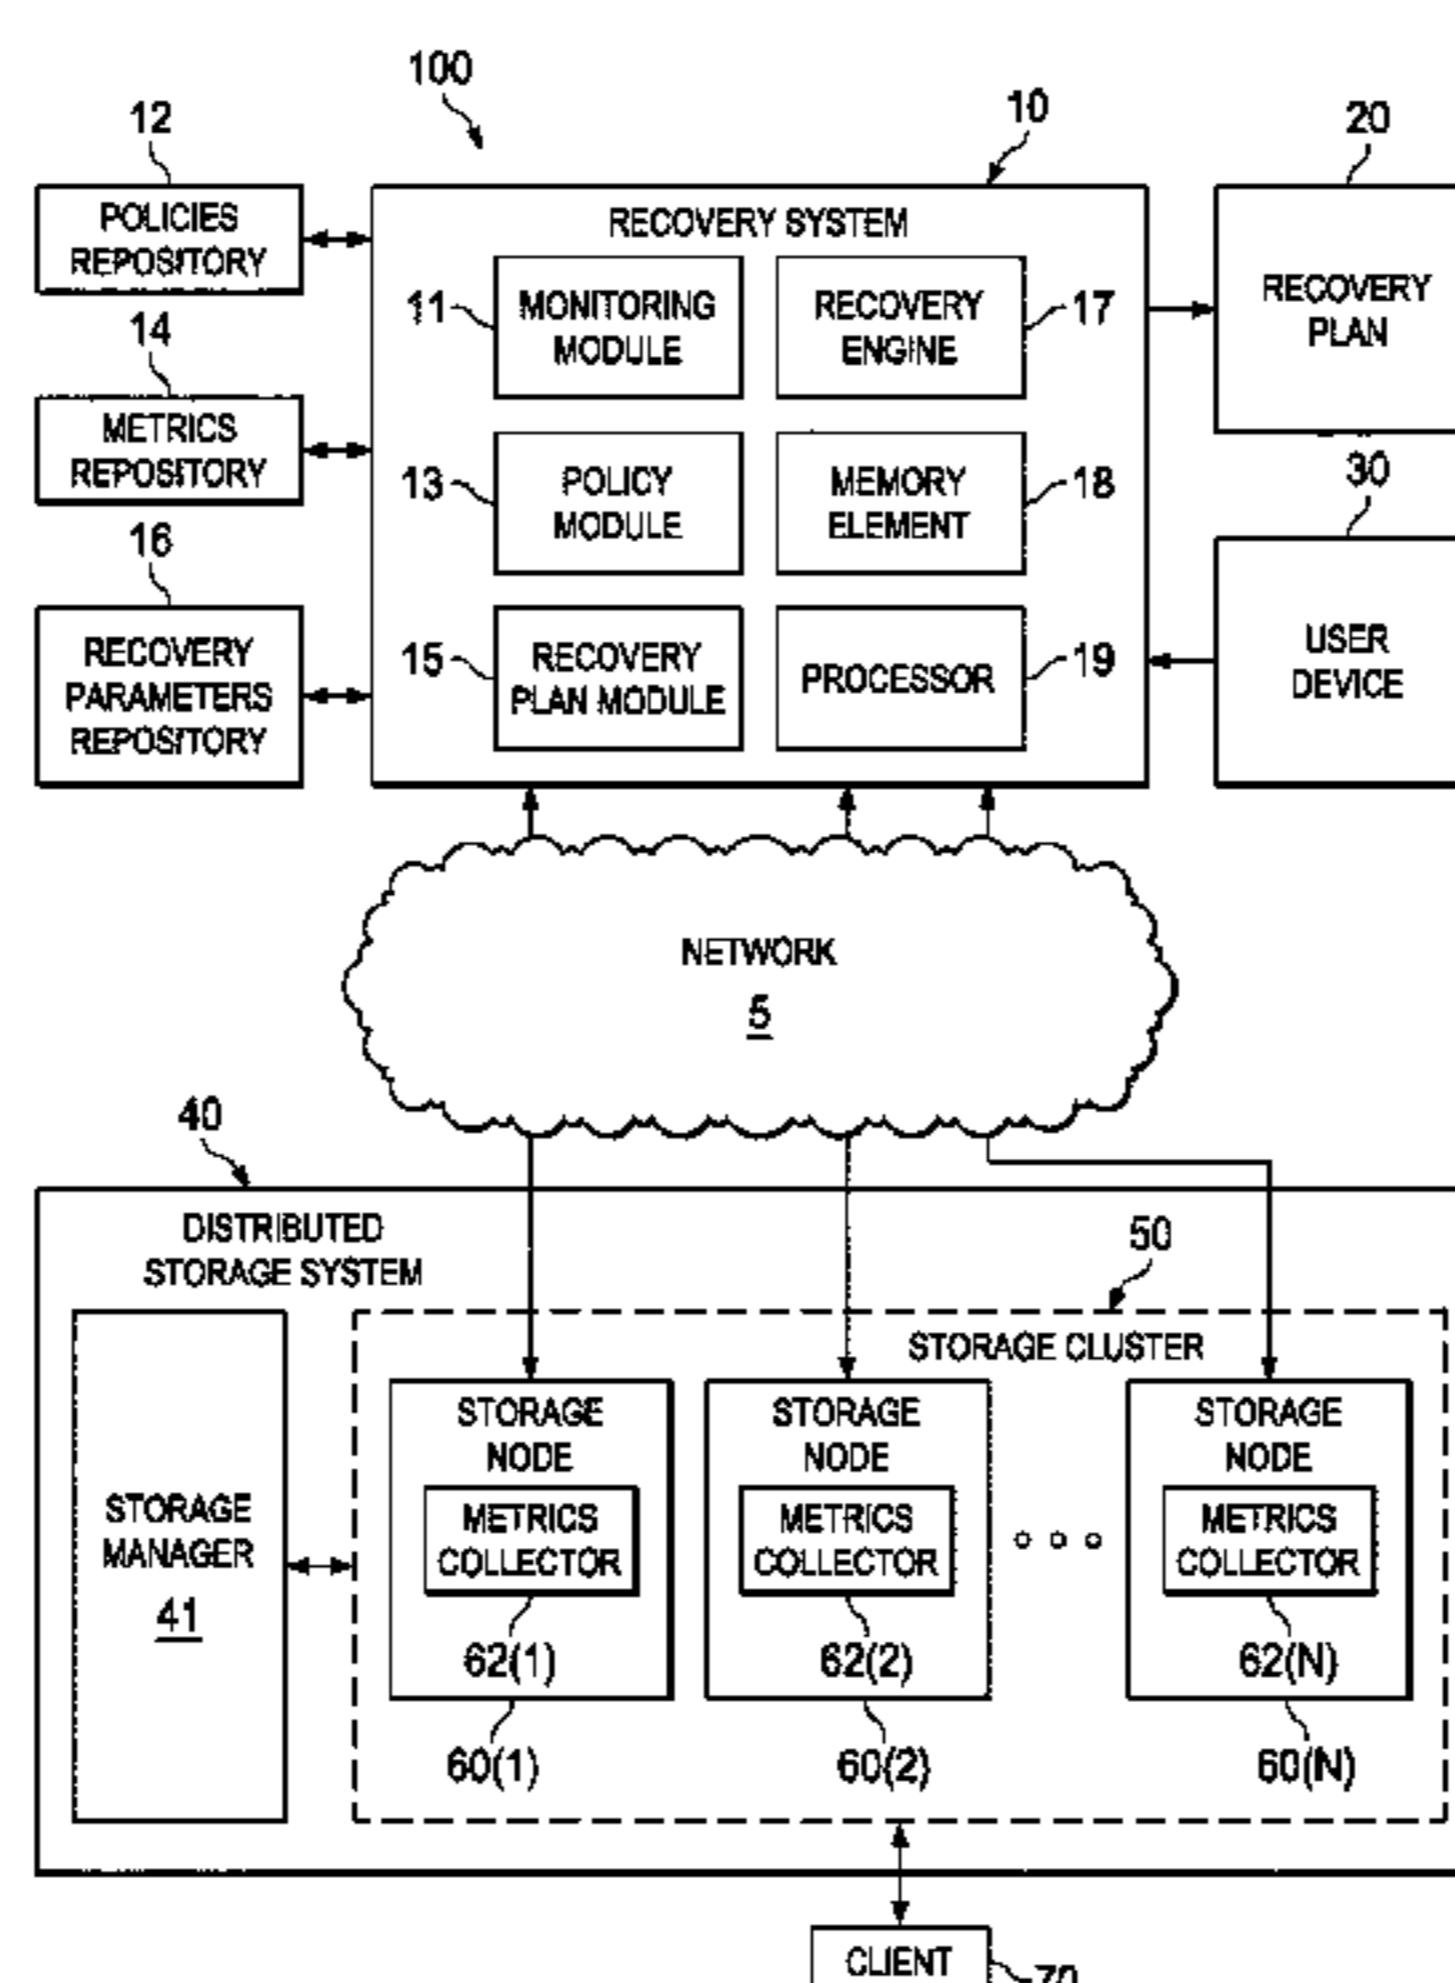 100
12
10
20
POLICIES
REPOSITORY
RECOVERY SYSTEM
11
MONITORING
MODULE
RECOVERY
ENGINE
17
RECOVERY
PLAN
14
METRICS
REPOSITORY
13
POLICY
MODULE
MEMORY
ELEMENT
18
30
16
RECOVERY
PARAMETERS
REPOSITORY
15
RECOVERY
PLAN MODULE
PROCESSOR
19
USER
DEVICE
NETWORK
5
40
DISTRIBUTED
STORAGE SYSTEM
50
STORAGE CLUSTER
STORAGE
MANAGER
41
STORAGE
NODE
METRICS
COLLECTOR
62(1)
60(1)
STORAGE
NODE
METRICS
COLLECTOR
62(2)
60(2)
STORAGE
NODE
METRICS
COLLECTOR
62(N)
60(N)
CLIENT
70